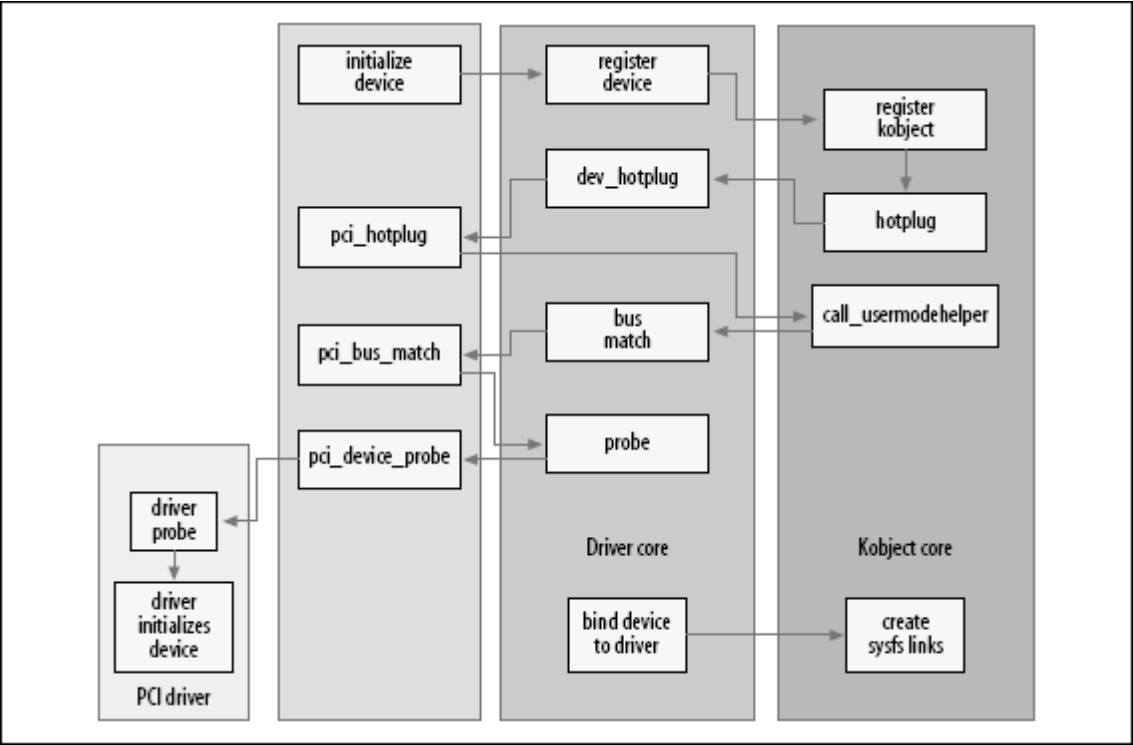 initialize
device
register
device
register
kobject
dev_hotplug
hotplug
pci_hotplug
call_usermodehelper
bus
match
pci_bus_match
probe
pci_device_probe
driver
probe
driver
initializes
device
PCI driver
Driver core
Kobject core
bind device
to driver
create
sysfs links